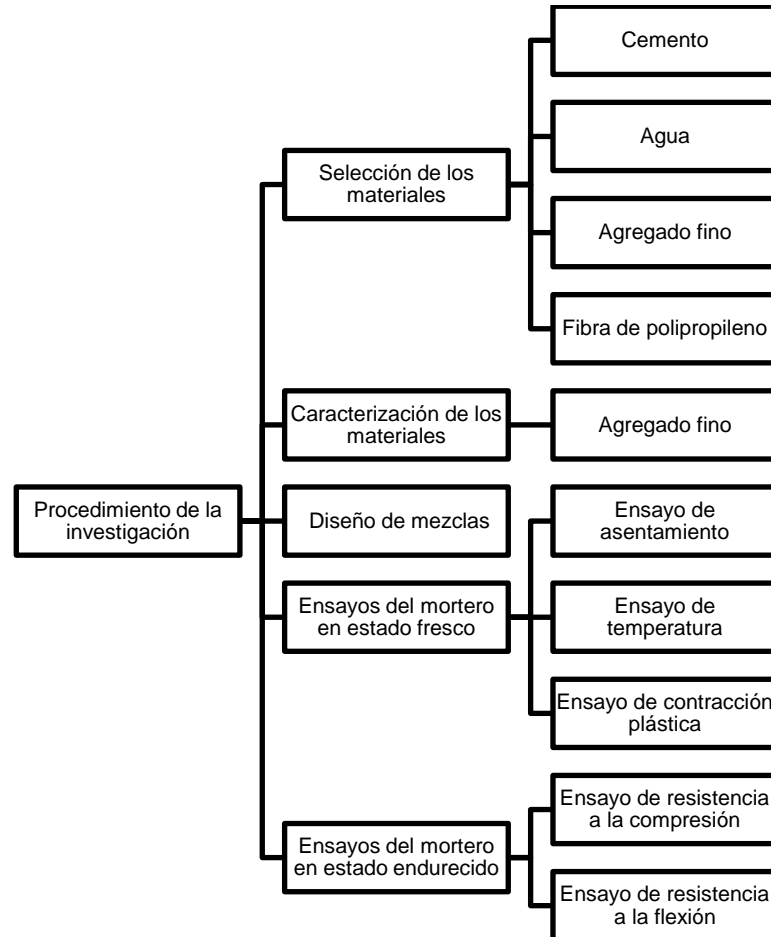 Procedimiento de la
investigación
Selección de los
materiales
Cemento
Agua
Agregado fino
Fibra de polipropileno
Caracterización de los
materiales
Agregado fino
Diseño de mezclas
Ensayos del mortero
en estado fresco
Ensayo de
asentamiento
Ensayo de
temperatura
Ensayo de contracción
plástica
Ensayos del mortero
en estado endurecido
Ensayo de resistencia
a la compresión
Ensayo de resistencia
a la flexión